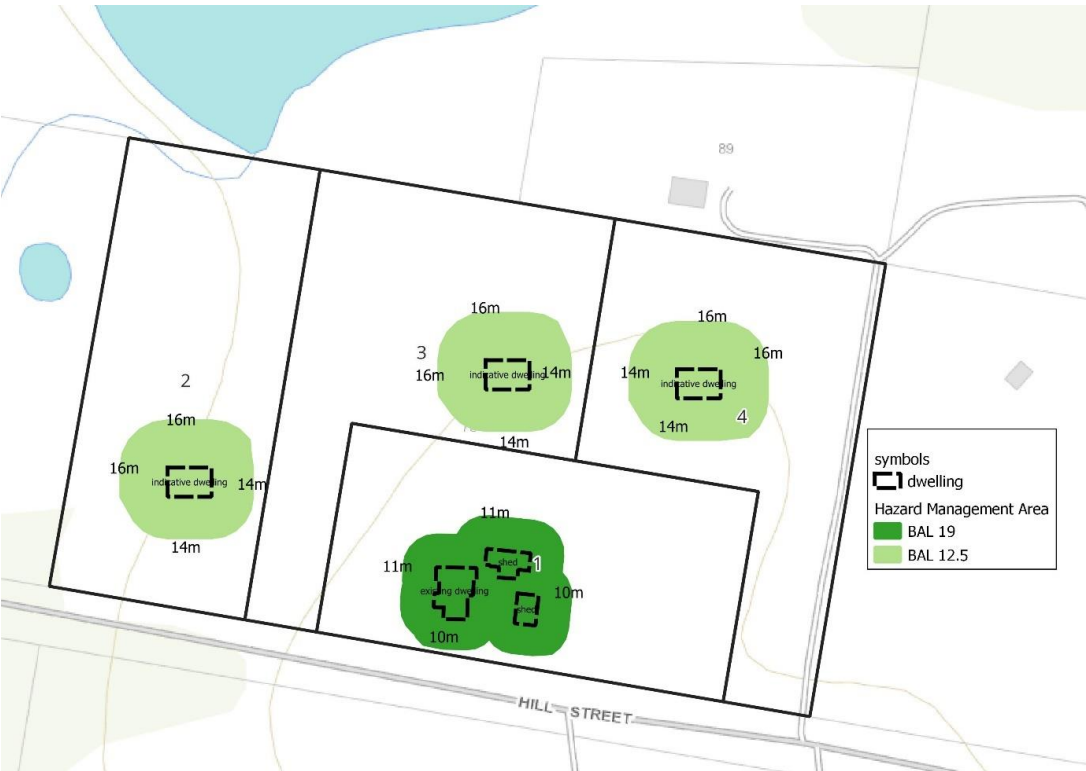 89
16m
16m
3
16m
16m
indicative dwelling
14m
14m
indicative dwelling
2
14m
4
16m
14m
16m
indicative dwelling
14m
14m
11m
shed
1
11m
existing dwelling
10m
shed
10m
symbols
dwelling
Hazard Management Area
BAL 19
BAL 12.5
HILL STREET